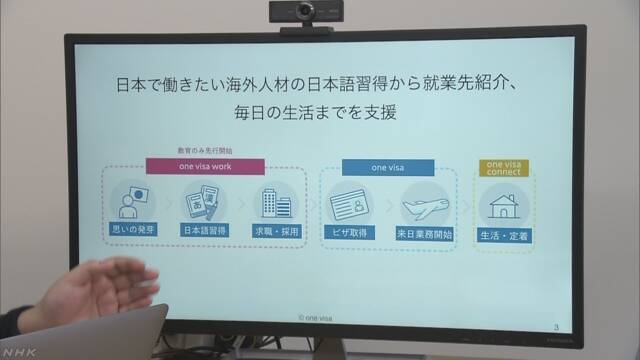 日本で働きたい海外人材の日本語習得から就業先紹介、
毎日の生活までを支援
教育のみ先行開始
one visa work
one visa
one visa
connect
思いの発芽
日本語習得
求職・採用
ビザ取得
来日業務開始
生活・定着
© one visa
3
NHK